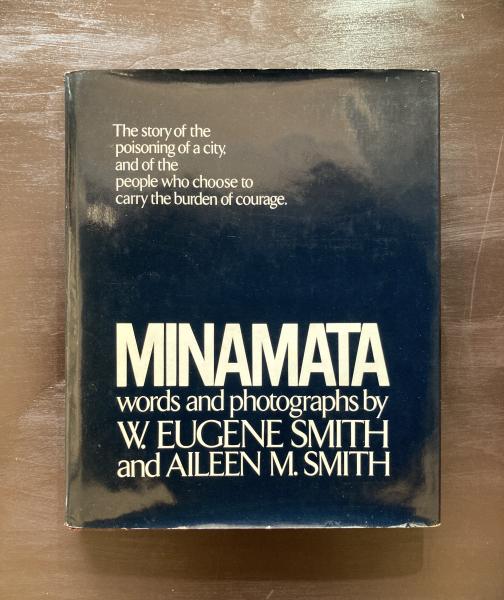 The story of the
poisoning of a city,
and of the
people who choose to
carry the burden of courage.
MINAMATA
words and photographs by
W. EUGENE SMITH
and AILEEN M. SMITH